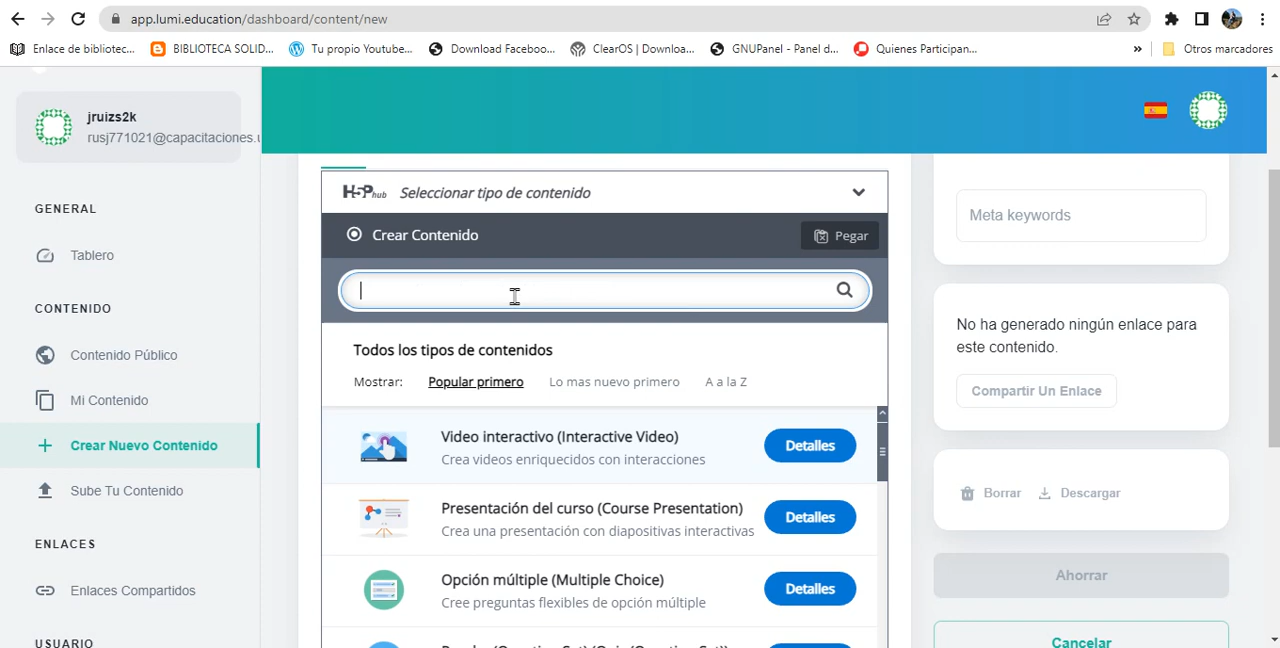 app.lumi.education/dashboard/content/new
Enlace de bibliotec... BIBLIOTECA SOLID... Tu propio Youtube... Download Faceboo... ClearOS | Downloa... GNUPanel - Panel d... Quienes Participan... » Otros marcadores
jruizs2k
rusj771021@capacitaciones.u
GENERAL
Tablero
CONTENIDO
Contenido Público
Mi Contenido
Crear Nuevo Contenido
Sube Tu Contenido
ENLACES
Enlaces Compartidos
USUARIO
H5P hub Seleccionar tipo de contenido
Crear Contenido Pegar
Todos los tipos de contenidos
Mostrar: Popular primero Lo mas nuevo primero A a la Z
Video interactivo (Interactive Video)
Crea videos enriquecidos con interacciones
Detalles
Presentación del curso (Course Presentation)
Crea una presentación con diapositivas interactivas
Detalles
Opción múltiple (Multiple Choice)
Cree preguntas flexibles de opción múltiple
Detalles
Meta keywords
No ha generado ningún enlace para
este contenido.
Compartir Un Enlace
Borrar Descargar
Ahorrar
Cancelar